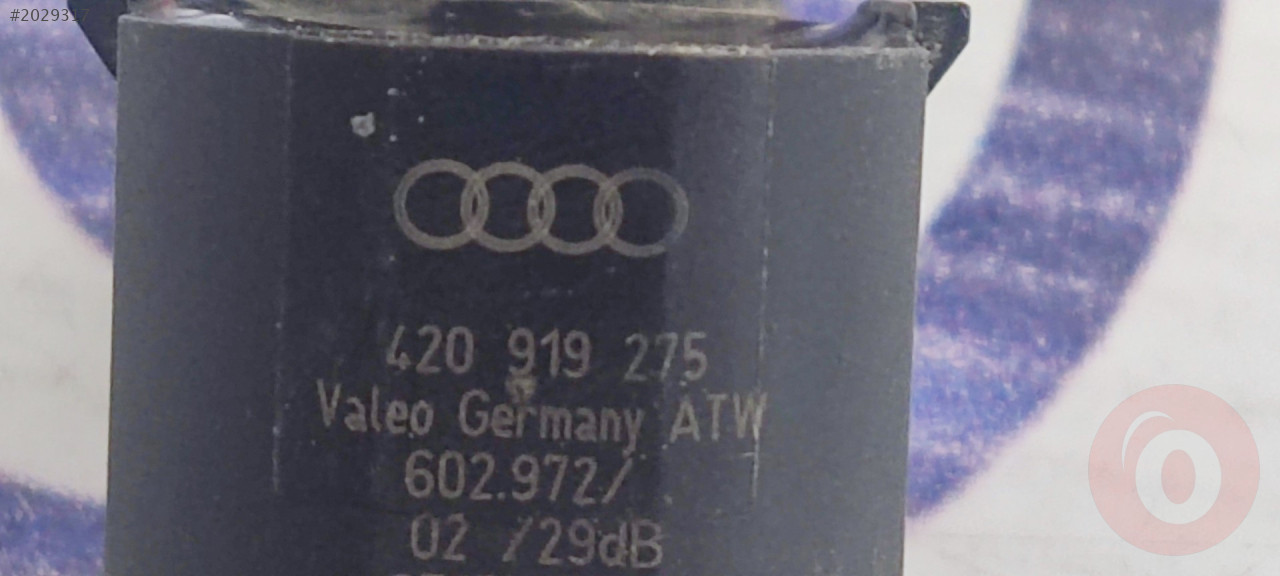 420 919 275
Valeo Germany ATW
602.972/
02 /29dB